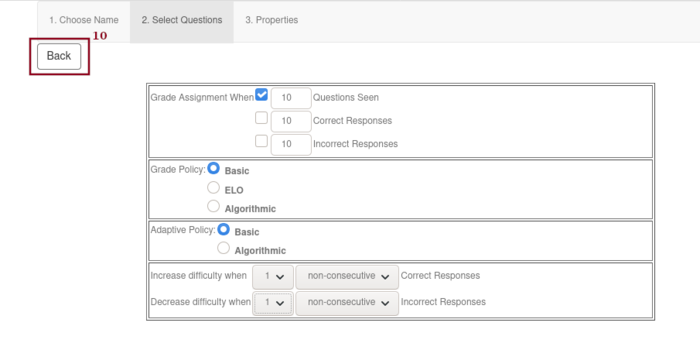 1. Choose Name 2. Select Questions 3. Properties
10
Back
Grade Assignment When 10 Questions Seen
10 Correct Responses
10 Incorrect Responses
Grade Policy: Basic
ELO
Algorithmic
Adaptive Policy: Basic
Algorithmic
Increase difficulty when 1 non-consecutive Correct Responses
Decrease difficulty when 1 non-consecutive Incorrect Responses